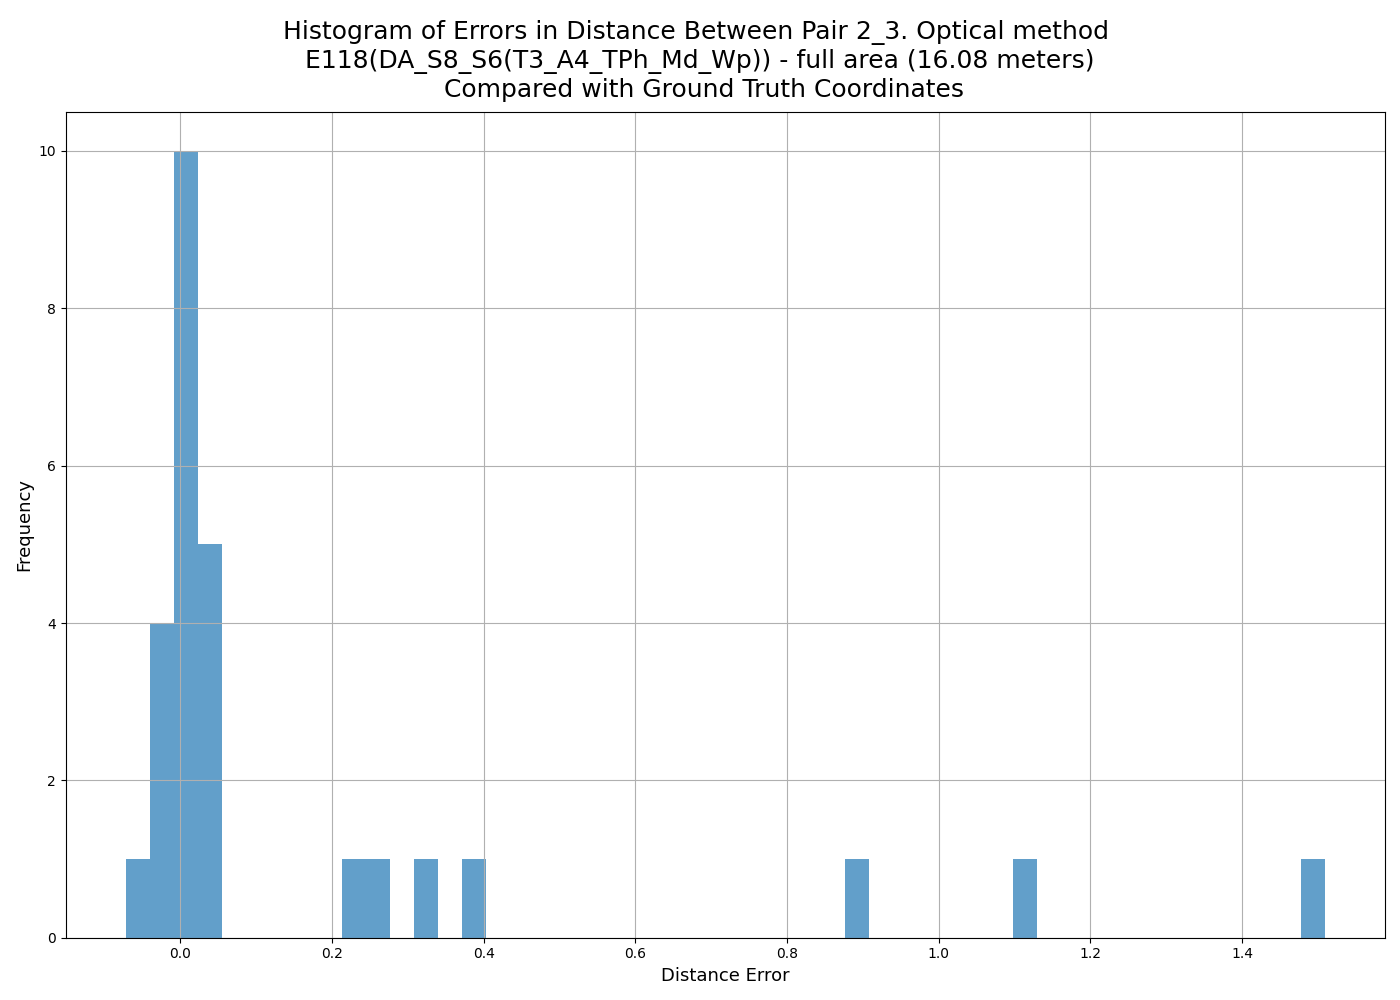 Histogram of Errors in Distance Between Pair 2_3. Optical method
E118(DA_S8_S6(T3_A4_TPh_Md_Wp)) - full area (16.08 meters)
Compared with Ground Truth Coordinates
10
8
6
4
2
0
Frequency
0.0 0.2 0.4 0.6 0.8 1.0 1.2 1.4
Distance Error